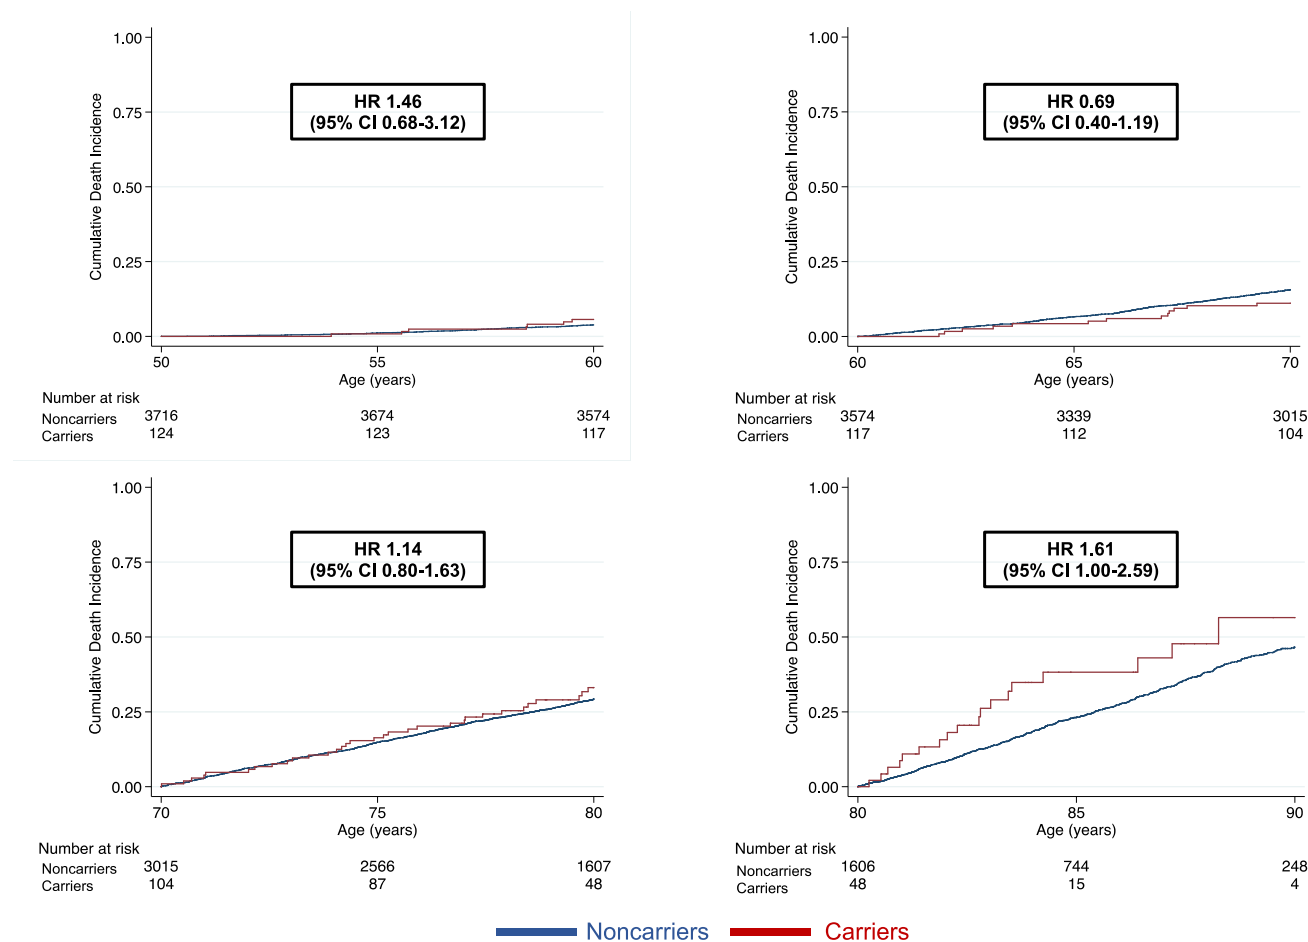 1.00
0.75
0.50
0.25
0.00
Cumulative Death Incidence
HR 1.46
(95% CI 0.68-3.12)
50 55 60
Age (years)
Number at risk
Noncarriers 3716 3674 3574
Carriers 124 123 117
1.00
0.75
0.50
0.25
0.00
Cumulative Death Incidence
HR 0.69
(95% CI 0.40-1.19)
60 65 70
Age (years)
Number at risk
Noncarriers 3574 3339 3015
Carriers 117 112 104
1.00
0.75
0.50
0.25
0.00
Cumulative Death Incidence
HR 1.14
(95% CI 0.80-1.63)
70 75 80
Age (years)
Number at risk
Noncarriers 3015 2566 1607
Carriers 104 87 48
1.00
0.75
0.50
0.25
0.00
Cumulative Death Incidence
HR 1.61
(95% CI 1.00-2.59)
80 85 90
Age (years)
Number at risk
Noncarriers 1606 744 248
Carriers 48 15 4
Noncarriers Carriers